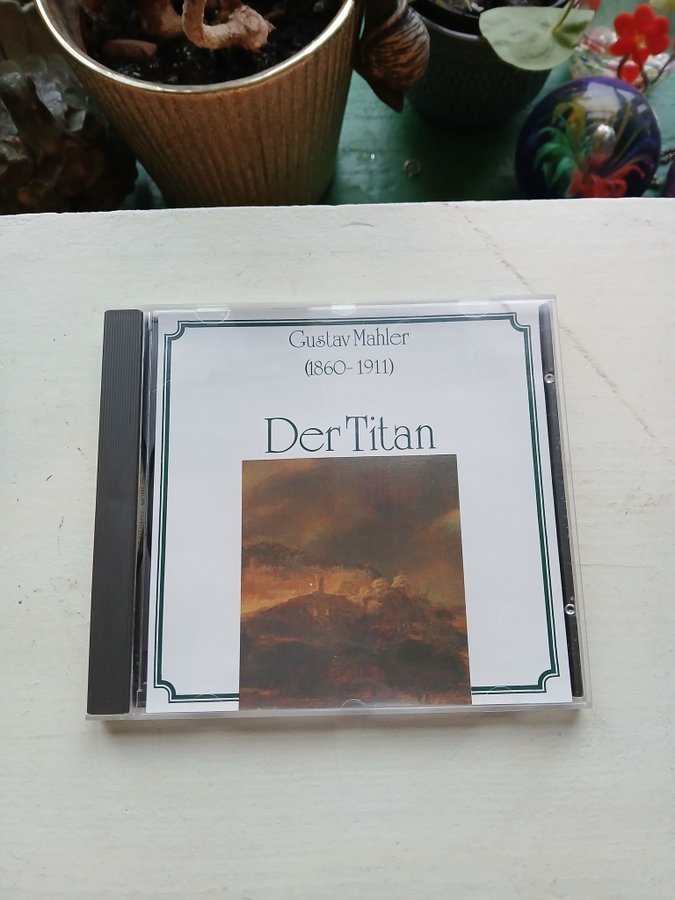 Gustav Mahler
(1860- 1911)
Der Titan